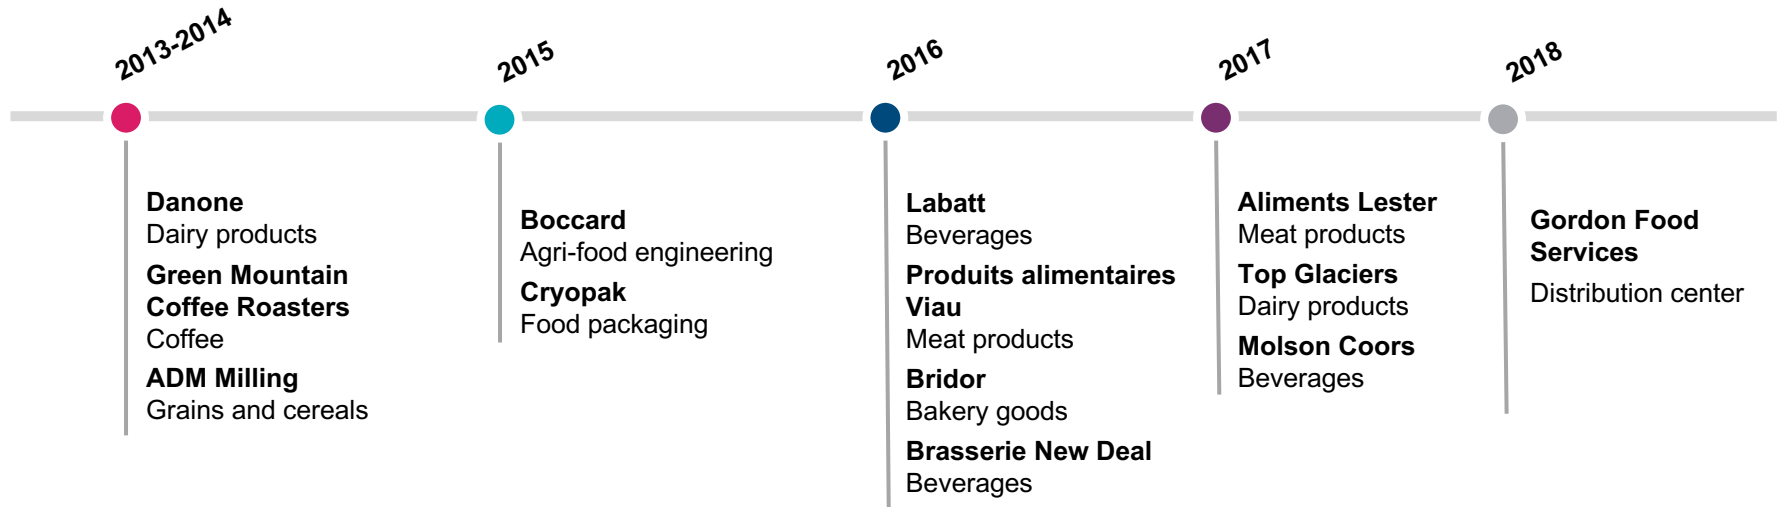 2013-2014
Danone
Dairy products
Green Mountain
Coffee Roasters
Coffee
ADM Milling
Grains and cereals
2015
Boccard
Agri-food engineering
Cryopak
Food packaging
2016
Labatt
Beverages
Produits alimentaires
Viau
Meat products
Bridor
Bakery goods
Brasserie New Deal
Beverages
2017
Aliments Lester
Meat products
Top Glaciers
Dairy products
Molson Coors
Beverages
2018
Gordon Food
Services
Distribution center